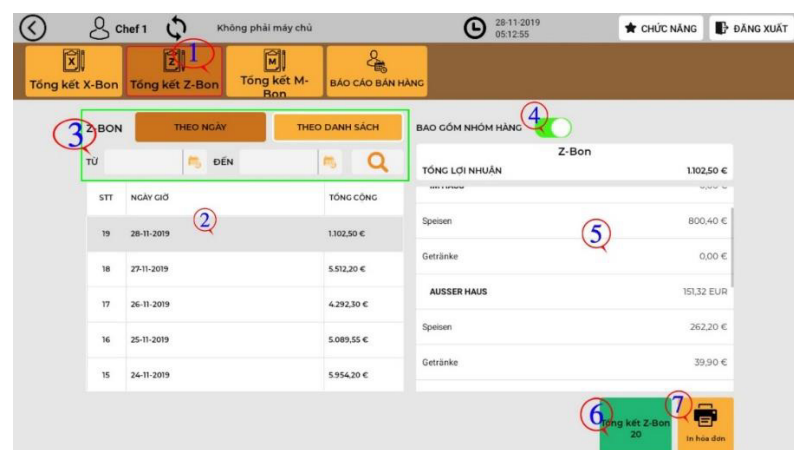 Chef 1
Không phải máy chủ
28-11-2019
05:12:55
CHỨC NĂNG
ĐĂNG XUẤT
X
Z
M
1
Tổng kết X-Bon
Tổng kết Z-Bon
Tổng kết M-
Bon
BÁO CÁO BÁN HÀNG
3
Z-BON
THEO NGÀY
THEO DANH SÁCH
TỪ
ĐẾN
BAO GỒM NHÓM HÀNG
4
Z-Bon
TỔNG LỢI NHUẬN
1.102,50 €
STT
NGÀY GIỜ
TỔNG CỘNG
2
19
28-11-2019
1.102,50 €
18
27-11-2019
5.512,20 €
17
26-11-2019
4.292,30 €
16
25-11-2019
5.089,55 €
15
24-11-2019
5.954,20 €
Speisen
800,40 €
5
Getränke
0,00 €
AUSSER HAUS
151,32 EUR
Speisen
262,20 €
Getränke
39,90 €
6
Tổng kết Z-Bon
20
7
In hóa đơn